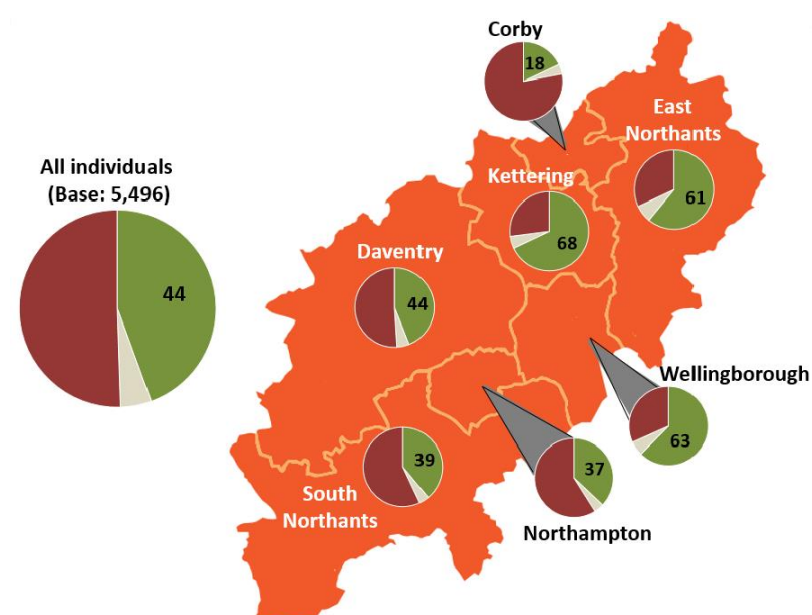 Corby
18
East
Northants
61
All individuals
(Base: 5,496)
44
Kettering
68
Daventry
44
Wellingborough
63
39
South
Northants
37
Northampton